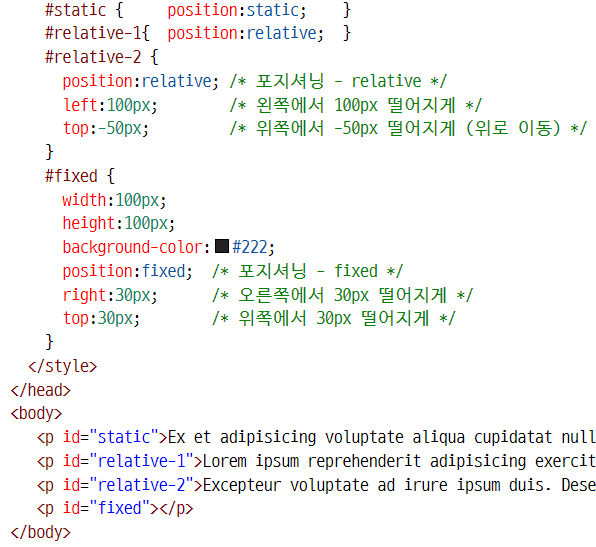 #static {     position:static;    }
#relative-1{  position:relative;  }
#relative-2 {
position:relative; /* 포지셔닝 - relative */
left:100px;        /* 왼쪽에서 100px 떨어지게 */
top:-50px;         /* 위쪽에서 -50px 떨어지게 (위로 이동) */
}
#fixed {
width:100px;
height:100px;
background-color:#222;
position:fixed;  /* 포지셔닝 - fixed */
right:30px;      /* 오른쪽에서 30px 떨어지게 */
top:30px;        /* 위쪽에서 30px 떨어지게 */
}
</style>
</head>
<body>
<p id="static">Ex et adipisicing voluptate aliqua cupidatat null
<p id="relative-1">Lorem ipsum reprehenderit adipisicing exercit
<p id="relative-2">Excepteur voluptate ad irure ipsum duis. Dese
<p id="fixed"></p>
</body>